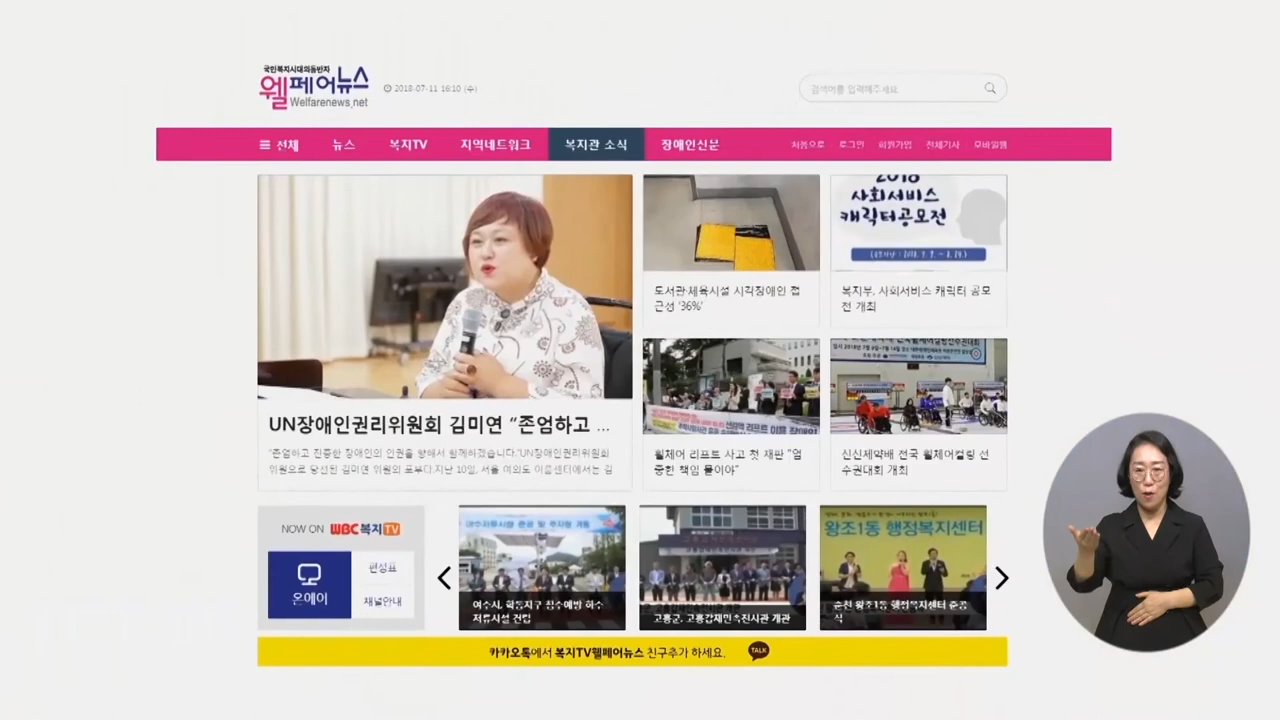 국민복지시대의동반자
웰페어뉴스
Welfarenews.net
2018-07-11 16:10 (수)
검색어를 입력해주세요
전체 뉴스 복지TV 지역네트워크 복지관 소식 장애인신문 처음으로 로그인 회원가입 전체기사 모바일웹
2018
사회서비스
캐릭터공모전
UN장애인권리위원회 김미연 “존엄하고 ...
“존엄하고 진중함 장애인의 인권을 향해서 함께하겠습니다.”UN장애인권리위원회
위원으로 당선된 김미연 위원의 포부다.지난 10일, 서울 여의도 이룸센터에서는 김
도서관·체육시설 시각장애인 접
근성 ‘36%’
복지부, 사회서비스 캐릭터 공모
전 개최
휠체어 리프트 사고 첫 재판 “엄
중한 책임 물이야”
신신제약배 전국 휠체어컬링 선
수권대회 개최
NOW ON WBC복지TV
온에어
편성표
채널안내
여수시, 학동지구 침수예방 하수
저류시설 건립
고흥군,
개관
왕조1동 행정복지센터
순천 왕조1동 행정복지센터 준공
식
카카오톡에서 복지TV웰페어뉴스 친구추가 하세요.
TALK